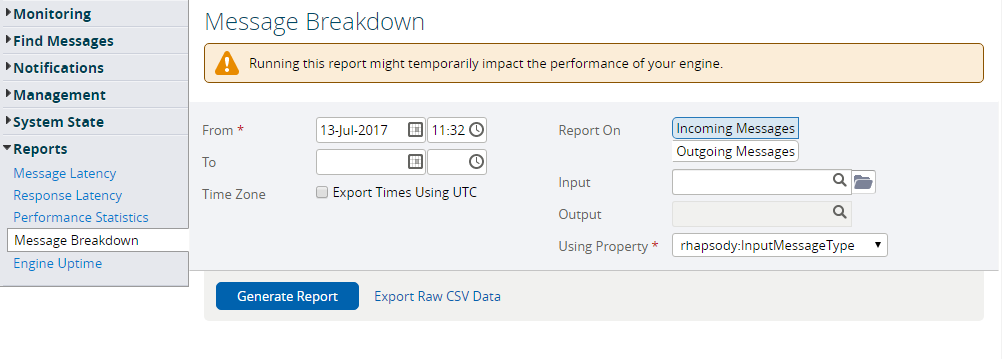 Monitoring
Find Messages
Notifications
Management
System State
Reports
Message Latency
Response Latency
Performance Statistics
Message Breakdown
Engine Uptime
Message Breakdown
Running this report might temporarily impact the performance of your engine.
From * 13-Jul-2017 11:32
To
Time Zone Export Times Using UTC
Report On Incoming Messages
Outgoing Messages
Input
Output
Using Property * rhapsody:InputMessageType
Generate Report Export Raw CSV Data